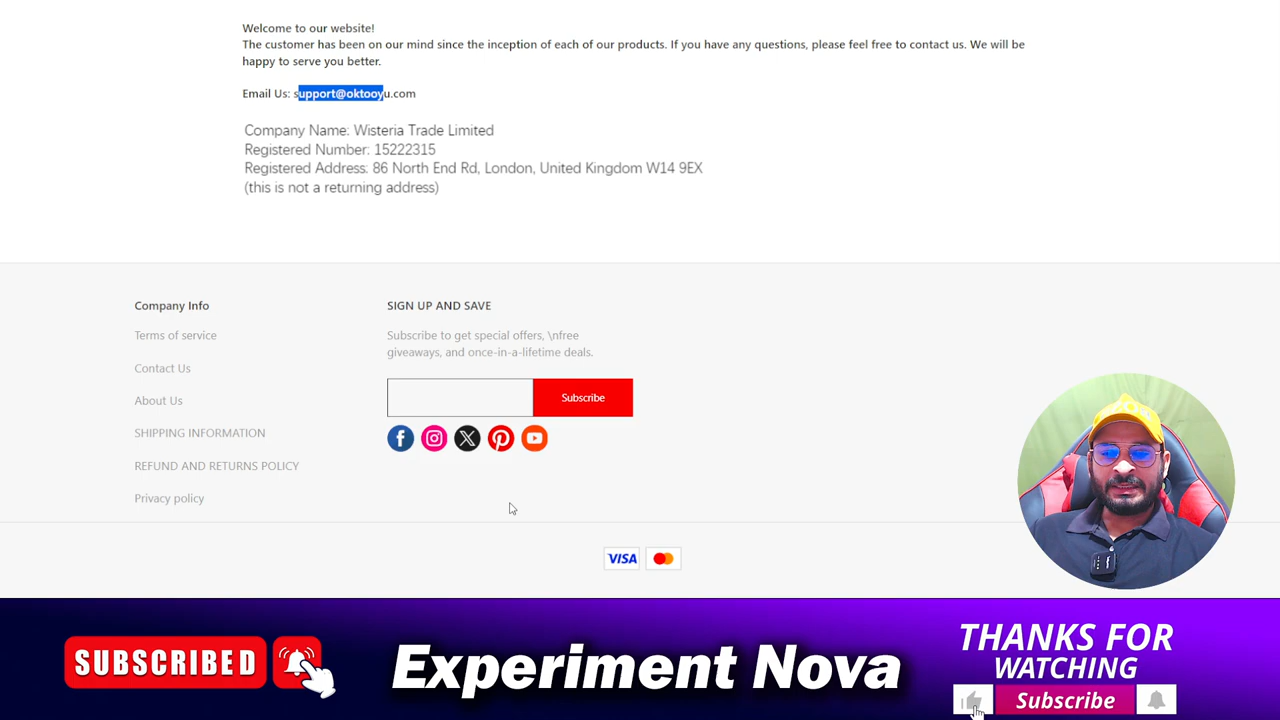 Welcome to our website!
The customer has been on our mind since the inception of each of our products. If you have any questions, please feel free to contact us. We will be
happy to serve you better.
Email Us: support@oktooyu.com
Company Name: Wisteria Trade Limited
Registered Number: 15222315
Registered Address: 86 North End Rd, London, United Kingdom W14 9EX
(this is not a returning address)
Company Info
Terms of service
Contact Us
About Us
SHIPPING INFORMATION
REFUND AND RETURNS POLICY
Privacy policy
SIGN UP AND SAVE
Subscribe to get special offers, \nfree
giveaways, and once-in-a-lifetime deals.
Subscribe
VISA
SUBSCRIBED
Experiment Nova
THANKS FOR
WATCHING
Subscribe